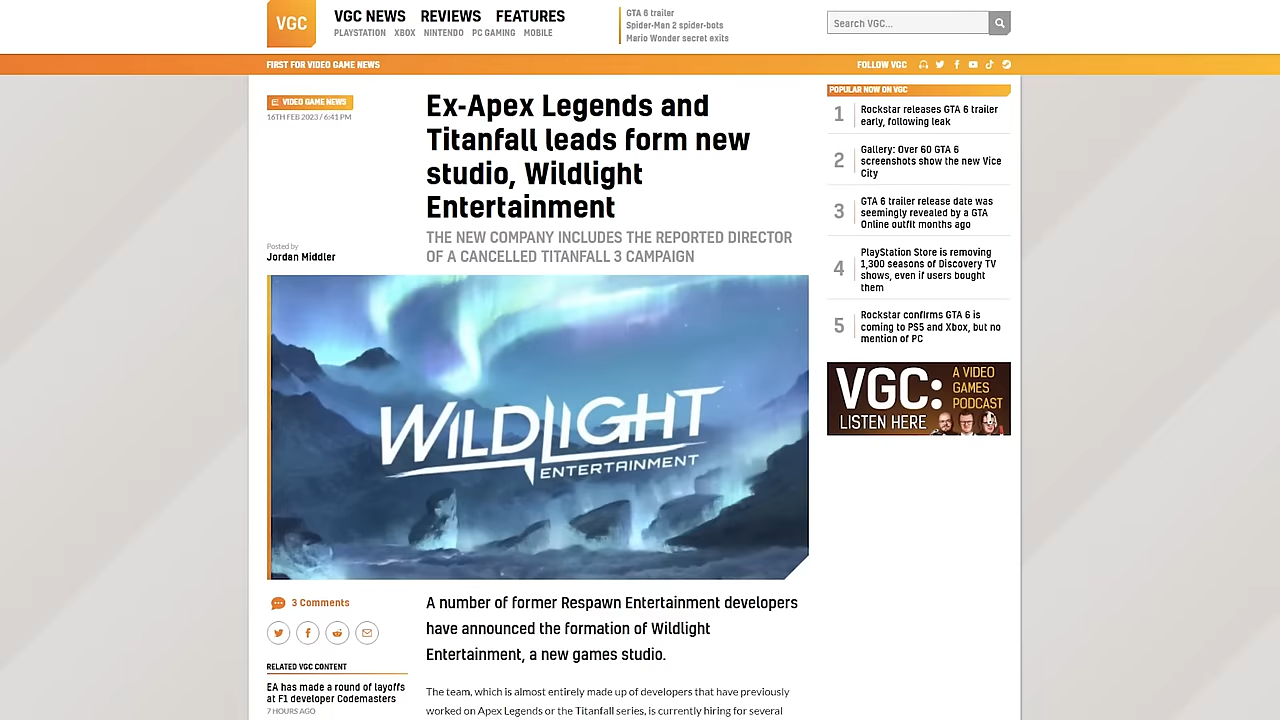 VGC
VGC NEWS REVIEWS FEATURES
PLAYSTATION XBOX NINTENDO PC GAMING MOBILE
GTA 6 trailer
Spider-Man 2 spider-bots
Mario Wonder secret exits
Search VGC...
FIRST FOR VIDEO GAME NEWS
FOLLOW VGC
VIDEO GAME NEWS
16TH FEB 2023 / 6:41 PM
Posted by
Jordan Middler
Ex-Apex Legends and
Titanfall leads form new
studio, Wildlight
Entertainment
THE NEW COMPANY INCLUDES THE REPORTED DIRECTOR
OF A CANCELLED TITANFALL 3 CAMPAIGN
WILDLIGHT
ENTERTAINMENT
3 Comments
RELATED VGC CONTENT
EA has made a round of layoffs
at F1 developer Codemasters
7 HOURS AGO
A number of former Respawn Entertainment developers
have announced the formation of Wildlight
Entertainment, a new games studio.
The team, which is almost entirely made up of developers that have previously
worked on Apex Legends or the Titanfall series, is currently hiring for several
POPULAR NOW ON VGC
1 Rockstar releases GTA 6 trailer
early, following leak
2 Gallery: Over 60 GTA 6
screenshots show the new Vice
City
3 GTA 6 trailer release date was
seemingly revealed by a GTA
Online outfit months ago
4 PlayStation Store is removing
1,300 seasons of Discovery TV
shows, even if users bought
them
5 Rockstar confirms GTA 6 is
coming to PS5 and Xbox, but no
mention of PC
VGC:
A VIDEO
GAMES
PODCAST
LISTEN HERE